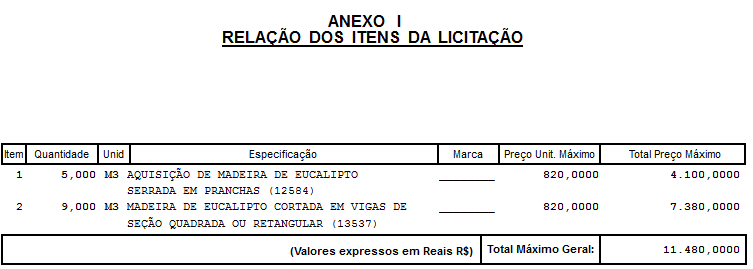 ANEXO I
RELAÇÃO DOS ITENS DA LICITAÇÃO
Item Quantidade Unid Especificação Marca Preço Unit. Máximo Total Preço Máximo
1 5,000 M3 AQUISIÇÃO DE MADEIRA DE EUCALIPTO ________ 820,0000 4.100,0000
SERRADA EM PRANCHAS (12584)
2 9,000 M3 MADEIRA DE EUCALIPTO CORTADA EM VIGAS DE ________ 820,0000 7.380,0000
SEÇÃO QUADRADA OU RETANGULAR (13537)
(Valores expressos em Reais R$) Total Máximo Geral: 11.480,0000